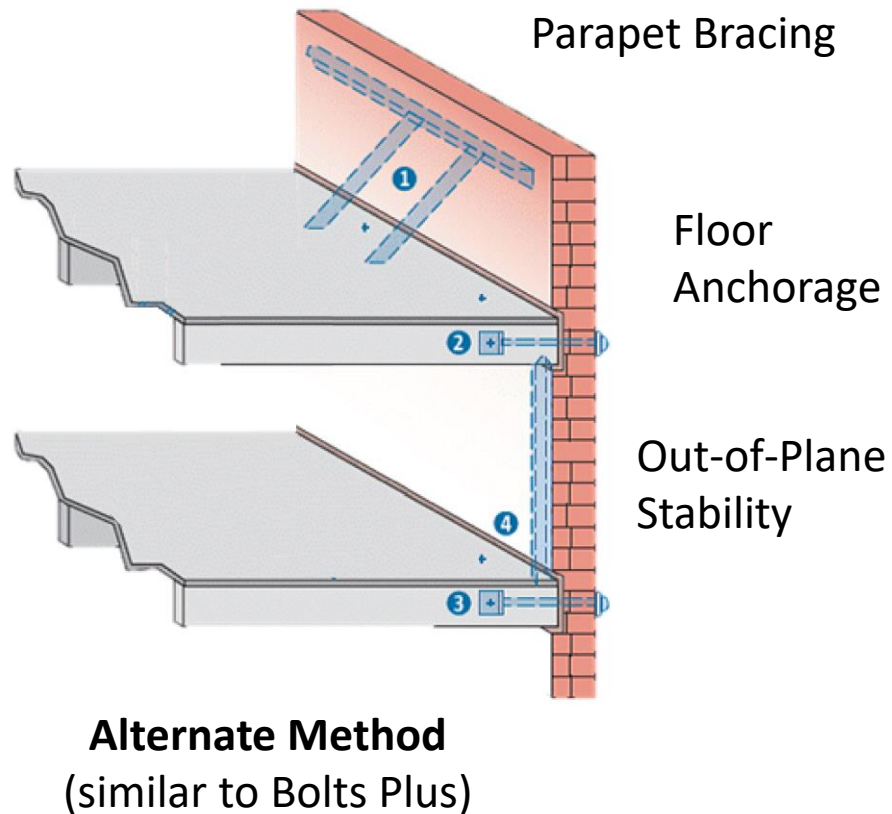 Parapet Bracing
1
Floor
Anchorage
2
Out-of-Plane
Stability
4
3
Alternate Method
(similar to Bolts Plus)